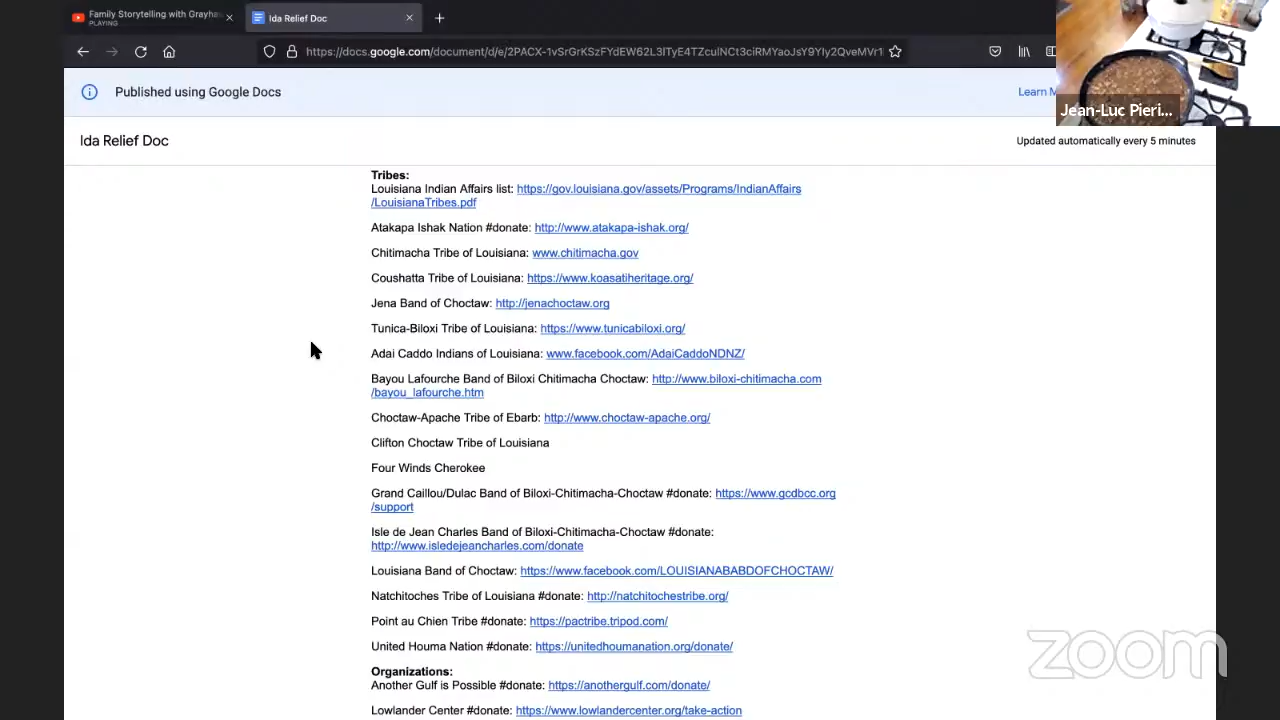 Family Storytelling with Grayhaw
PLAYING
Ida Relief Doc
https://docs.google.com/document/d/e/2PACX-1vSrGrKSzFYdEW62L3ITyE4TZculNCt3ciRMYaoJsY9YIy2QveMVr1
Published using Google Docs
Learn M
Jean-Luc Pieri...
Ida Relief Doc
Updated automatically every 5 minutes
Tribes:
Louisiana Indian Affairs list: https://gov.louisiana.gov/assets/Programs/IndianAffairs
/LouisianaTribes.pdf
Atakapa Ishak Nation #donate: http://www.atakapa-ishak.org/
Chitimacha Tribe of Louisiana: www.chitimacha.gov
Coushatta Tribe of Louisiana: https://www.koasatiheritage.org/
Jena Band of Choctaw: http://jenachoctaw.org
Tunica-Biloxi Tribe of Louisiana: https://www.tunicabiloxi.org/
Adai Caddo Indians of Louisiana: www.facebook.com/AdaiCaddoNDNZ/
Bayou Lafourche Band of Biloxi Chitimacha Choctaw: http://www.biloxi-chitimacha.com
/bayou_lafourche.htm
Choctaw-Apache Tribe of Ebarb: http://www.choctaw-apache.org/
Clifton Choctaw Tribe of Louisiana
Four Winds Cherokee
Grand Caillou/Dulac Band of Biloxi-Chitimacha-Choctaw #donate: https://www.gcdbcc.org
/support
Isle de Jean Charles Band of Biloxi-Chitimacha-Choctaw #donate:
http://www.isledejeancharles.com/donate
Louisiana Band of Choctaw: https://www.facebook.com/LOUISIANABABDOFCHOCTAW/
Natchitoches Tribe of Louisiana #donate: http://natchitochestribe.org/
Point au Chien Tribe #donate: https://pactribe.tripod.com/
United Houma Nation #donate: https://unitedhoumanation.org/donate/
Organizations:
Another Gulf is Possible #donate: https://anothergulf.com/donate/
Lowlander Center #donate: https://www.lowlandercenter.org/take-action
zoom